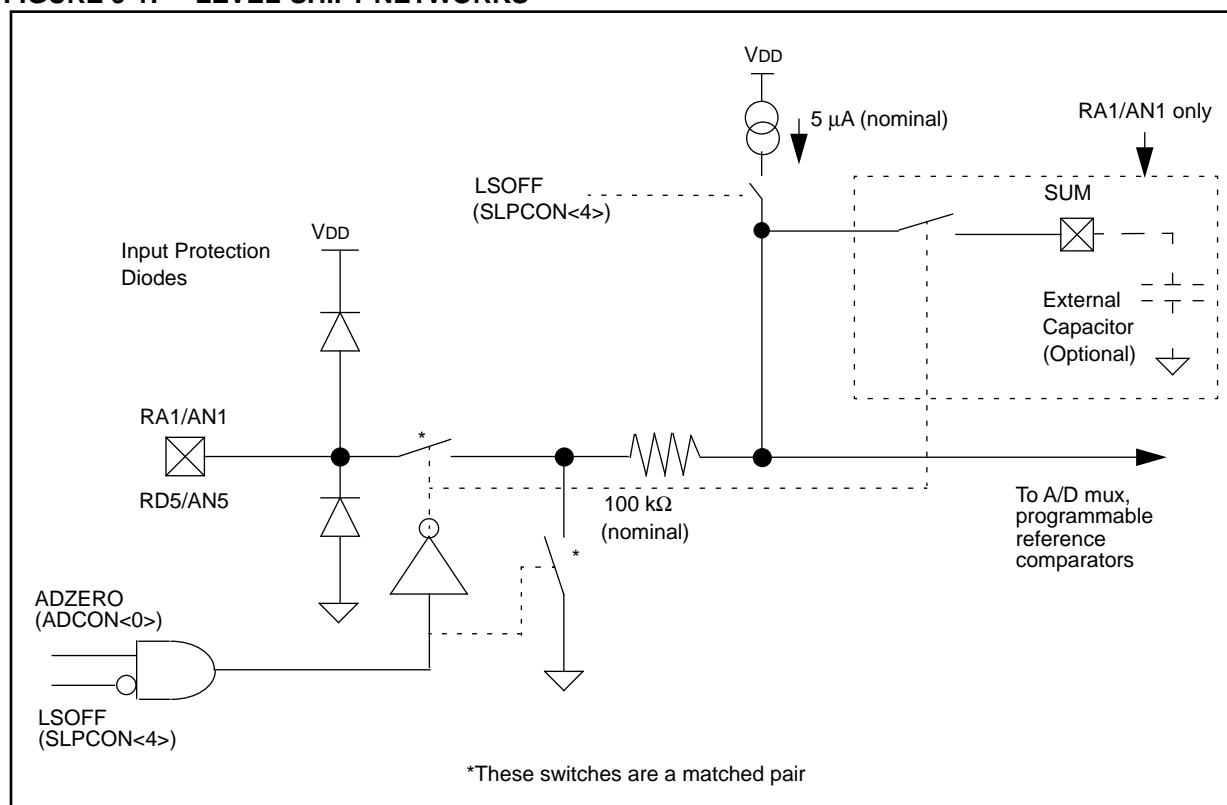 VDD
5 μA (nominal)
RA1/AN1 only
LSOFF
(SLPCON<4>)
SUM
Input Protection
Diodes
VDD
External
Capacitor
(Optional)
RA1/AN1
*
RD5/AN5
100 kΩ
(nominal)
*
To A/D mux,
programmable
reference
comparators
ADZERO
(ADCON<0>)
LSOFF
(SLPCON<4>)
*These switches are a matched pair